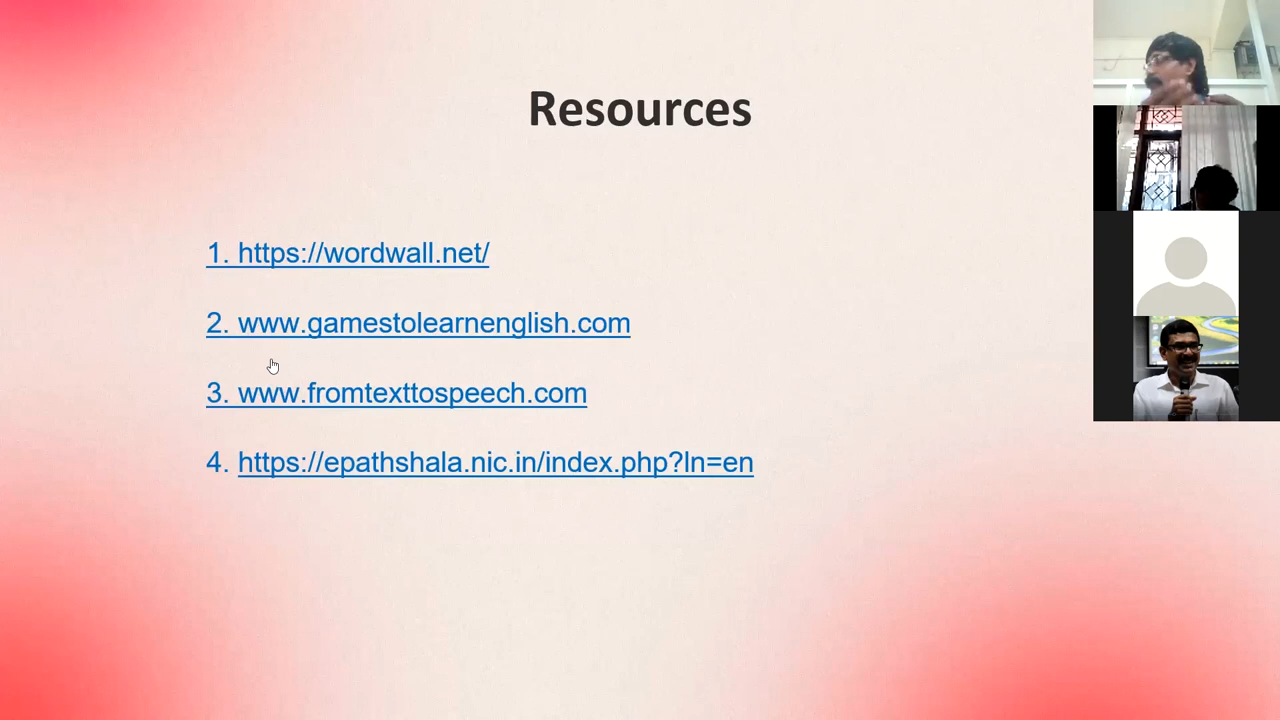 Resources
1. https://wordwall.net/
2. www.gamestolearnenglish.com
3. www.fromtexttospeech.com
4. https://epathshala.nic.in/index.php?ln=en